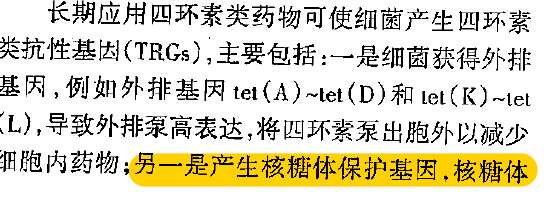 长期应用四环素类药物可使细菌产生四环素
类抗性基因(TRGs),主要包括:一是细菌获得外排
基因,例如外排基因 tet(A)~tet(D)和 tet(K)~tet
(L),导致外排泵高表达,将四环素泵出胞外以减少
细胞内药物;另一是产生核糖体保护基因,核糖体